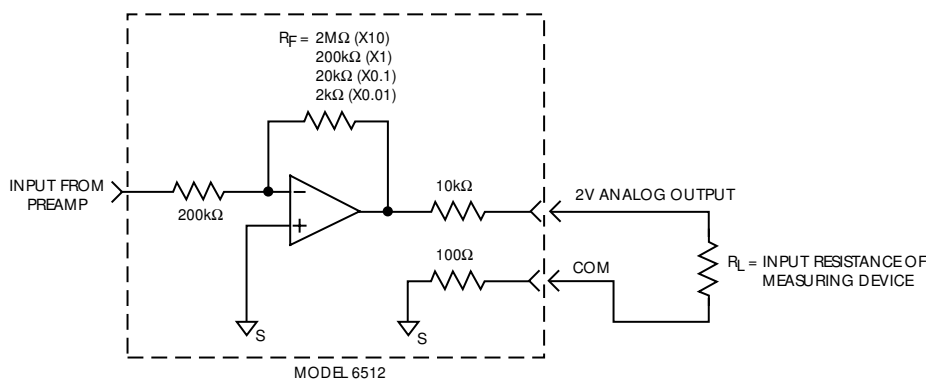 RF = 2MΩ (X10)
200kΩ (X1)
20kΩ (X0.1)
2kΩ (X0.01)
INPUT FROM
PREAMP
200kΩ
−
+
10kΩ
2V ANALOG OUTPUT
100Ω
COM
RL = INPUT RESISTANCE OF
MEASURING DEVICE
S
S
MODEL 6512